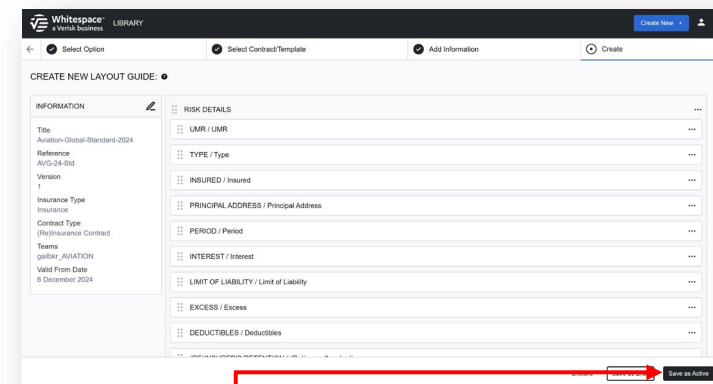 Whitespace™ LIBRARY
a Verisk business
Create New +
Select Option
Select Contract/Template
Add Information
Create
CREATE NEW LAYOUT GUIDE:
INFORMATION
Title
Aviation-Global-Standard-2024
Reference
AVG-24-Std
Version
1
Insurance Type
Insurance
Contract Type
(Re)Insurance Contract
Teams
gailbkr_AVIATION
Valid From Date
6 December 2024
RISK DETAILS
UMR / UMR
TYPE / Type
INSURED / Insured
PRINCIPAL ADDRESS / Principal Address
PERIOD / Period
INTEREST / Interest
LIMIT OF LIABILITY / Limit of Liability
EXCESS / Excess
DEDUCTIBLES / Deductibles
Save as Active